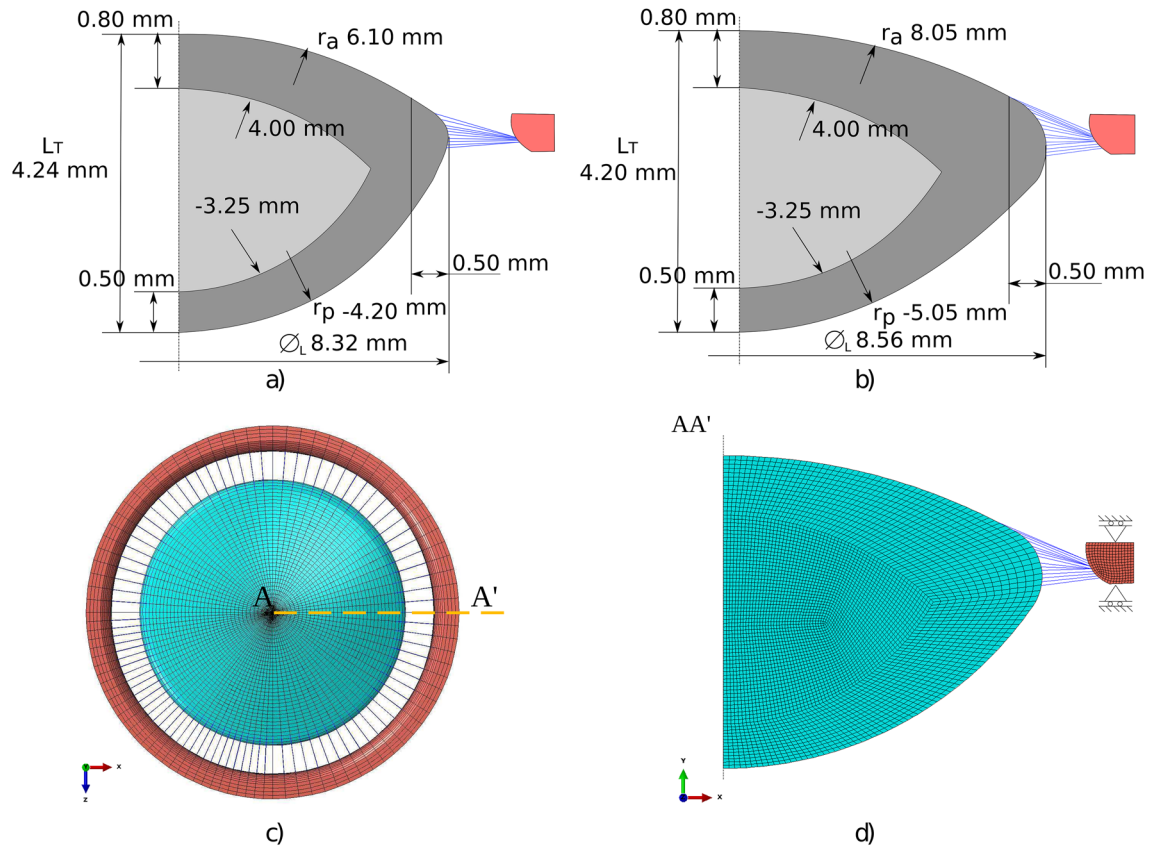 0.80 mm
ra 6.10 mm
4.00 mm
LT
4.24 mm
-3.25 mm
0.50 mm
0.50 mm
rp -4.20 mm
∅L 8.32 mm
a)
0.80 mm
ra 8.05 mm
4.00 mm
LT
4.20 mm
-3.25 mm
0.50 mm
0.50 mm
rp -5.05 mm
∅L 8.56 mm
b)
A
A'
Y
X
Z
c)
AA'
Y
X
d)